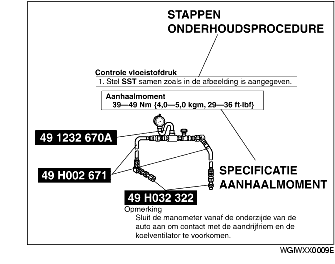 STAPPEN
ONDERHOUDSPROCEDURE
Controle vloeistofdruk
1. Stel SST samen zoals in de afbeelding is aangegeven.
Aanhaalmoment
39—49 Nm {4,0—5,0 kgm, 29—36 ft·lbf}
49 1232 670A
49 H002 671
SPECIFICATIE
AANHAALMOMENT
49 H032 322
Opmerking
Sluit de manometer vanaf de onderzijde van de
auto aan om contact met de aandrijfriem en de
koelventilator te voorkomen.
WGIWXX0009E